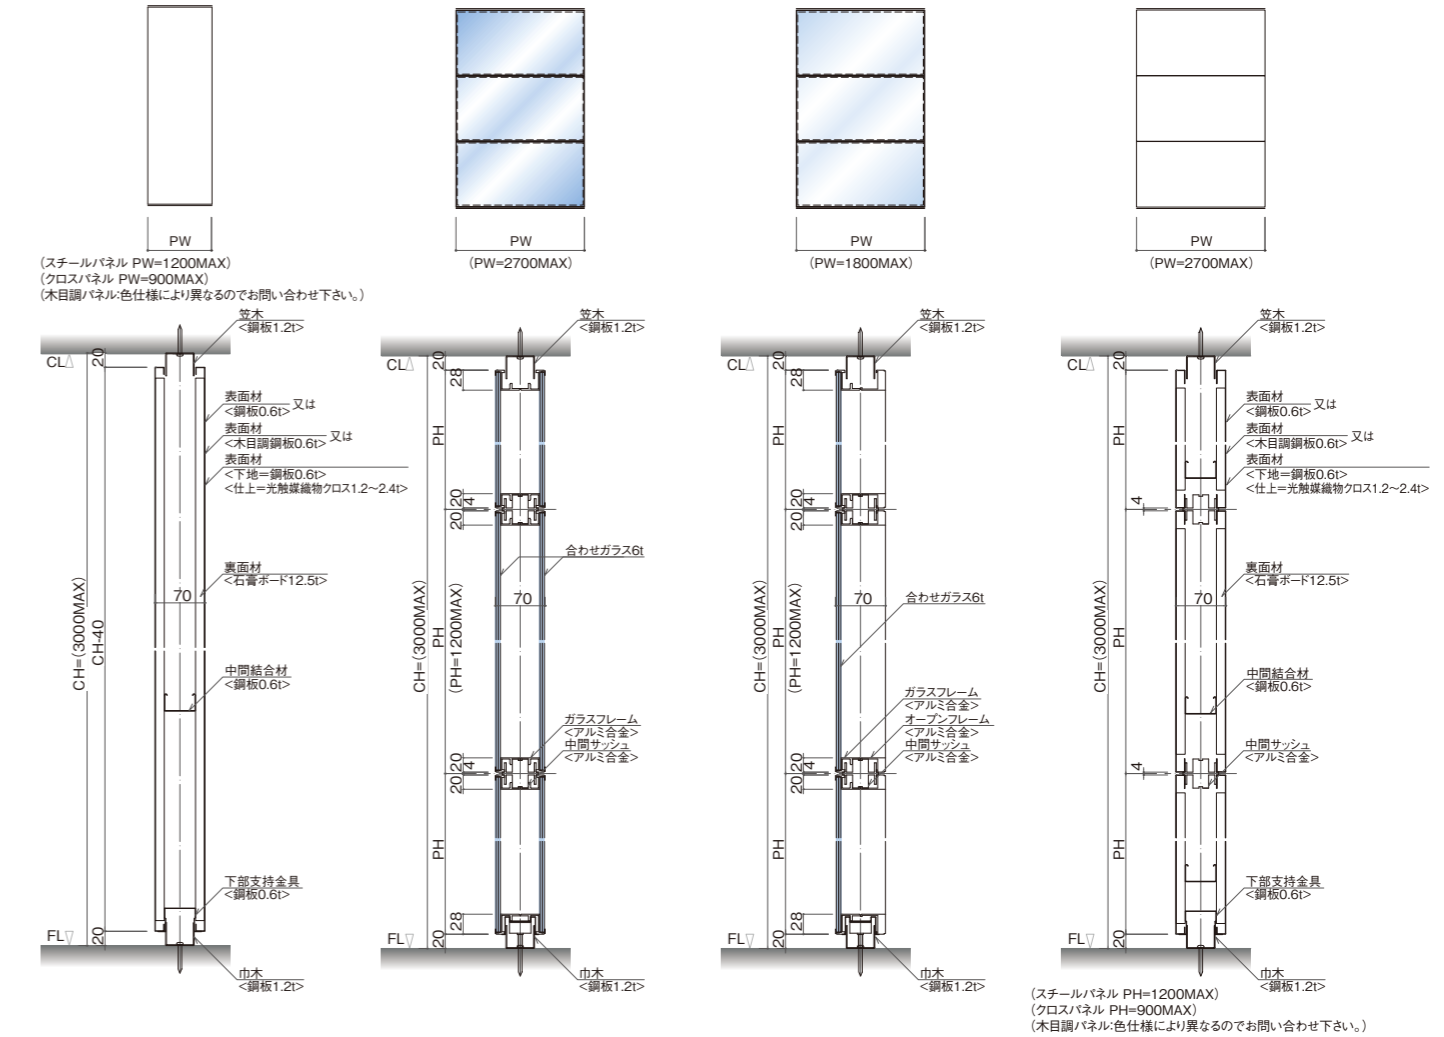 PW
(スチールパネル PW=1200MAX)
(クロスパネル PW=900MAX)
(木目調パネル:色仕様により異なるのでお問い合わせ下さい。)
PW
(PW=2700MAX)
PW
(PW=1800MAX)
PW
(PW=2700MAX)
笠木
<鋼板1.2t>
CL
20
表面材
<鋼板0.6t> 又は
表面材
<木目調鋼板0.6t> 又は
表面材
<下地=鋼板0.6t>
<仕上=光触媒織物クロス1.2～2.4t>
裏面材
<石膏ボード12.5t>
70
CH=(3000MAX)
CH-40
中間結合材
<鋼板0.6t>
下部支持金具
<鋼板0.6t>
FL
20
巾木
<鋼板1.2t>
笠木
<鋼板1.2t>
CL
20
28
PH
20
4
20
合わせガラス6t
70
CH=(3000MAX)
PH
(PH=1200MAX)
ガラスフレーム
<アルミ合金>
中間サッシュ
<アルミ合金>
20
4
20
PH
28
FL
20
巾木
<鋼板1.2t>
笠木
<鋼板1.2t>
CL
20
28
PH
20
4
20
合わせガラス6t
70
CH=(3000MAX)
PH
(PH=1200MAX)
ガラスフレーム
<アルミ合金>
オープンフレーム
<アルミ合金>
中間サッシュ
<アルミ合金>
20
4
20
PH
28
FL
20
巾木
<鋼板1.2t>
笠木
<鋼板1.2t>
CL
20
表面材
<鋼板0.6t> 又は
表面材
<木目調鋼板0.6t> 又は
表面材
<下地=鋼板0.6t>
<仕上=光触媒織物クロス1.2～2.4t>
PH
4
裏面材
<石膏ボード12.5t>
70
CH=(3000MAX)
PH
中間結合材
<鋼板0.6t>
中間サッシュ
<アルミ合金>
4
PH
下部支持金具
<鋼板0.6t>
FL
20
巾木
<鋼板1.2t>
(スチールパネル PH=1200MAX)
(クロスパネル PH=900MAX)
(木目調パネル:色仕様により異なるのでお問い合わせ下さい。)